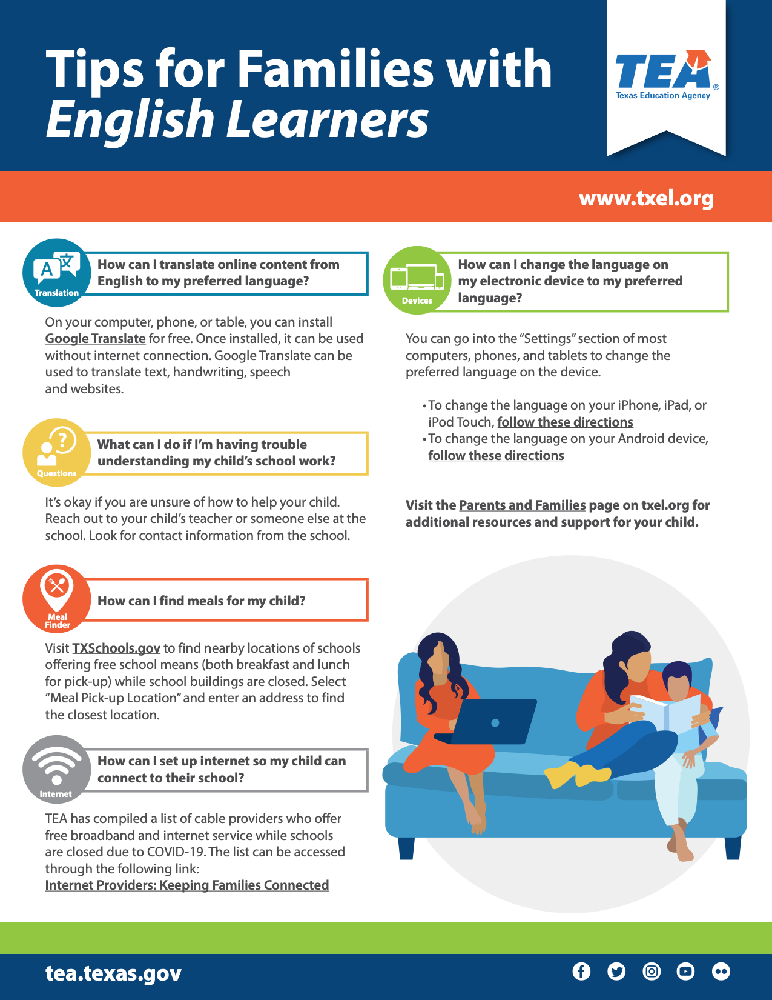 Tips for Families with
English Learners
TEA®
Texas Education Agency
www.txel.org
A 文
Translation
How can I translate online content from
English to my preferred language?
On your computer, phone, or table, you can install
Google Translate for free. Once installed, it can be used
without internet connection. Google Translate can be
used to translate text, handwriting, speech
and websites.
?
Questions
What can I do if I'm having trouble
understanding my child's school work?
It's okay if you are unsure of how to help your child.
Reach out to your child's teacher or someone else at the
school. Look for contact information from the school.
Meal
Finder
How can I find meals for my child?
Visit TXSchools.gov to find nearby locations of schools
offering free school means (both breakfast and lunch
for pick-up) while school buildings are closed. Select
“Meal Pick-up Location” and enter an address to find
the closest location.
Internet
How can I set up internet so my child can
connect to their school?
TEA has compiled a list of cable providers who offer
free broadband and internet service while schools
are closed due to COVID-19. The list can be accessed
through the following link:
Internet Providers: Keeping Families Connected
Devices
How can I change the language on
my electronic device to my preferred
language?
You can go into the “Settings” section of most
computers, phones, and tablets to change the
preferred language on the device.
• To change the language on your iPhone, iPad, or
iPod Touch, follow these directions
• To change the language on your Android device,
follow these directions
Visit the Parents and Families page on txel.org for
additional resources and support for your child.
tea.texas.gov